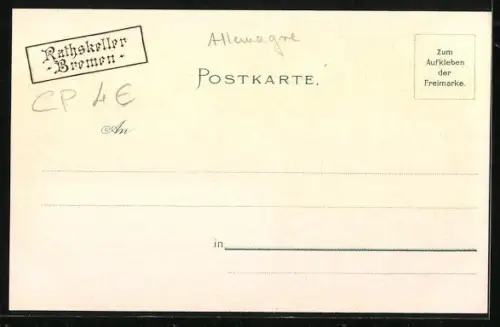 Rathskeller
- Bremen -
Allemagne
Zum
Aufkleben
der
Freimarke.
POSTKARTE.
CP 4€
An
in